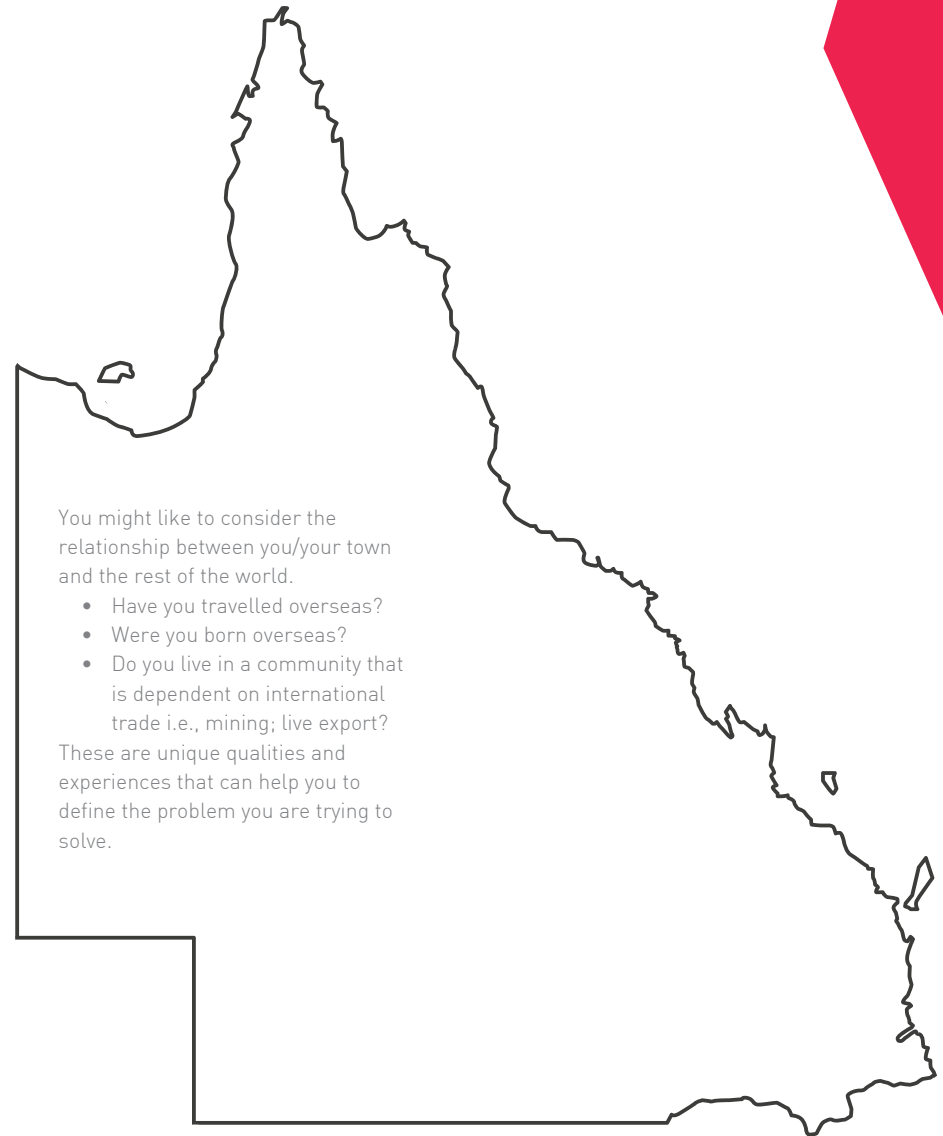 You might like to consider the
relationship between you/your town
and the rest of the world.
• Have you travelled overseas?
• Were you born overseas?
• Do you live in a community that
is dependent on international
trade i.e., mining; live export?
These are unique qualities and
experiences that can help you to
define the problem you are trying to
solve.